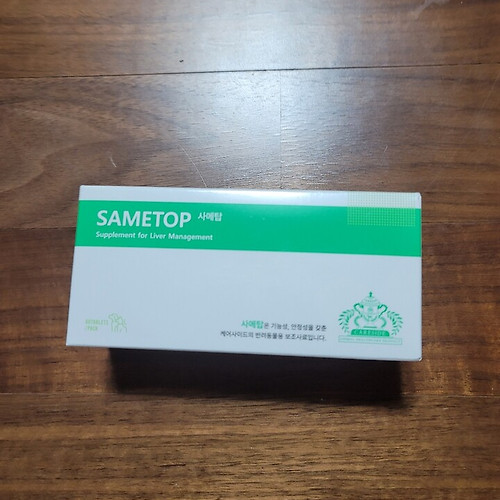 SAMETOP 사메탑
Supplement for Liver Management
사메탑은 기능성, 안정성을 갖춘
케어사이드의 반려동물용 보조사료입니다.
CARESIDE